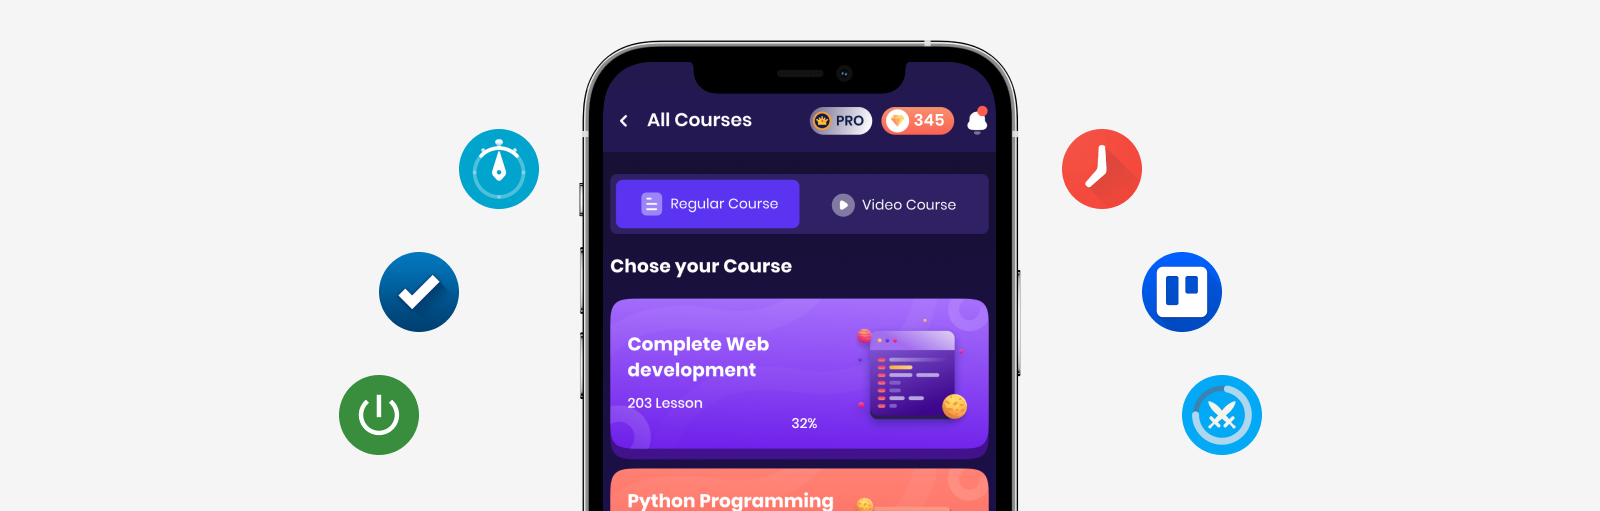 All Courses
PRO
345
Regular Course
Video Course
Chose your Course
Complete Web
development
203 Lesson
32%
Python Programming